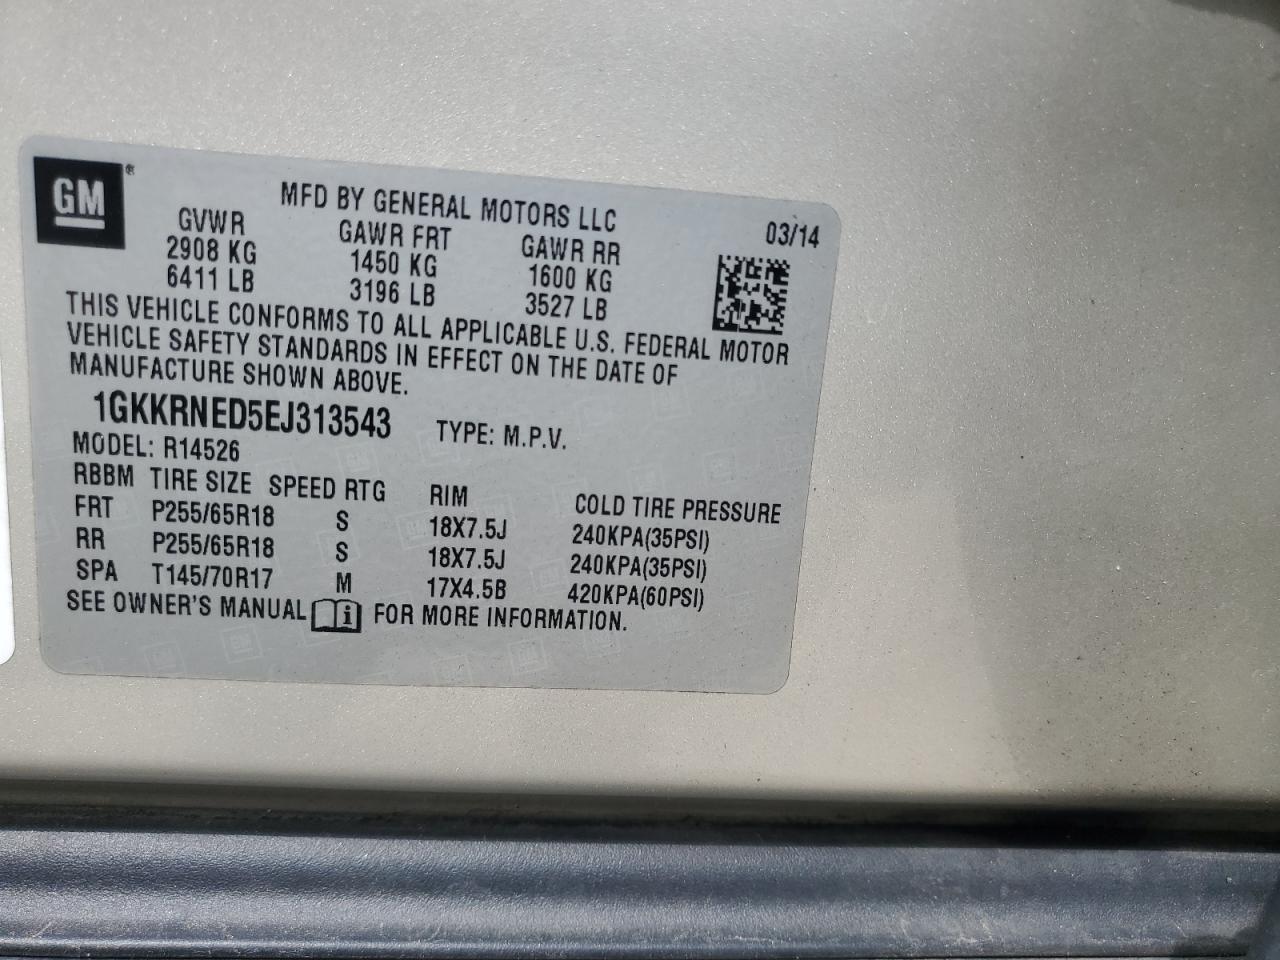 GM®
MFD BY GENERAL MOTORS LLC
GVWR GAWR FRT GAWR RR 03/14
2908 KG 1450 KG 1600 KG
6411 LB 3196 LB 3527 LB
THIS VEHICLE CONFORMS TO ALL APPLICABLE U.S. FEDERAL MOTOR
VEHICLE SAFETY STANDARDS IN EFFECT ON THE DATE OF
MANUFACTURE SHOWN ABOVE.
1GKKRNED5EJ313543 TYPE: M.P.V.
MODEL: R14526
RBBM TIRE SIZE SPEED RTG RIM COLD TIRE PRESSURE
FRT P255/65R18 S 18X7.5J 240KPA(35PSI)
RR P255/65R18 S 18X7.5J 240KPA(35PSI)
SPA T145/70R17 M 17X4.5B 420KPA(60PSI)
SEE OWNER'S MANUAL i FOR MORE INFORMATION.